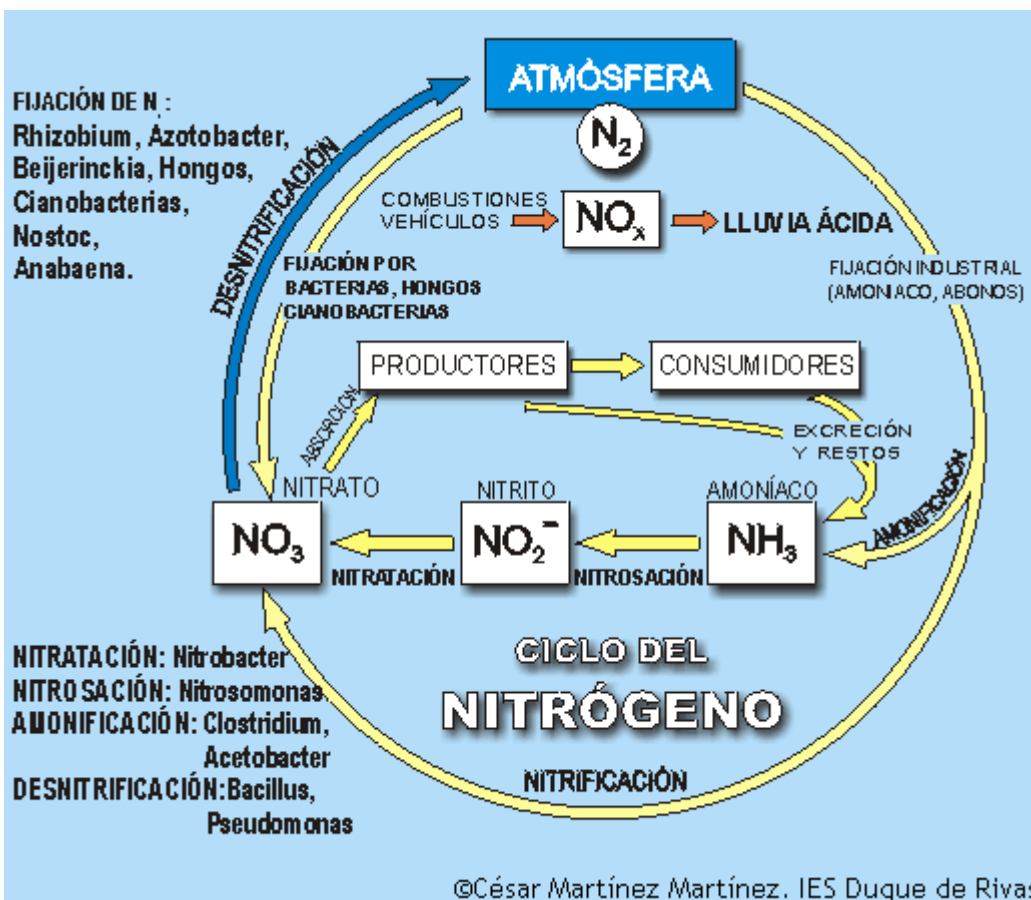 ATMÓSFERA
N2
FIJACIÓN DE N :
Rhizobium, Azotobacter,
Beijerinckia, Hongos,
Cianobacterias,
Nostoc,
Anabaena.
DESNITRIFICACIÓN
COMBUSTIONES
VEHÍCULOS
NOx
LLUVIA ÁCIDA
FIJACIÓN POR
BACTERIAS, HONGOS
CIANOBACTERIAS
FIJACIÓN INDUSTRIAL
(AMONIACO, ABONOS)
PRODUCTORES
CONSUMIDORES
ABSORCIÓN
EXCRECIÓN
Y RESTOS
AMONIFICACIÓN
NITRATO
NITRITO
AMONÍACO
NO3
NO2-
NH3
NITRATACIÓN
NITROSACIÓN
CICLO DEL
NITRÓGENO
NITRIFICACIÓN
NITRATACIÓN: Nitrobacter
NITROSACIÓN: Nitrosomonas
AMONIFICACIÓN: Clostridium,
Acetobacter
DESNITRIFICACIÓN:Bacillus,
Pseudomonas
©César Martínez Martínez. IES Duque de Rivas